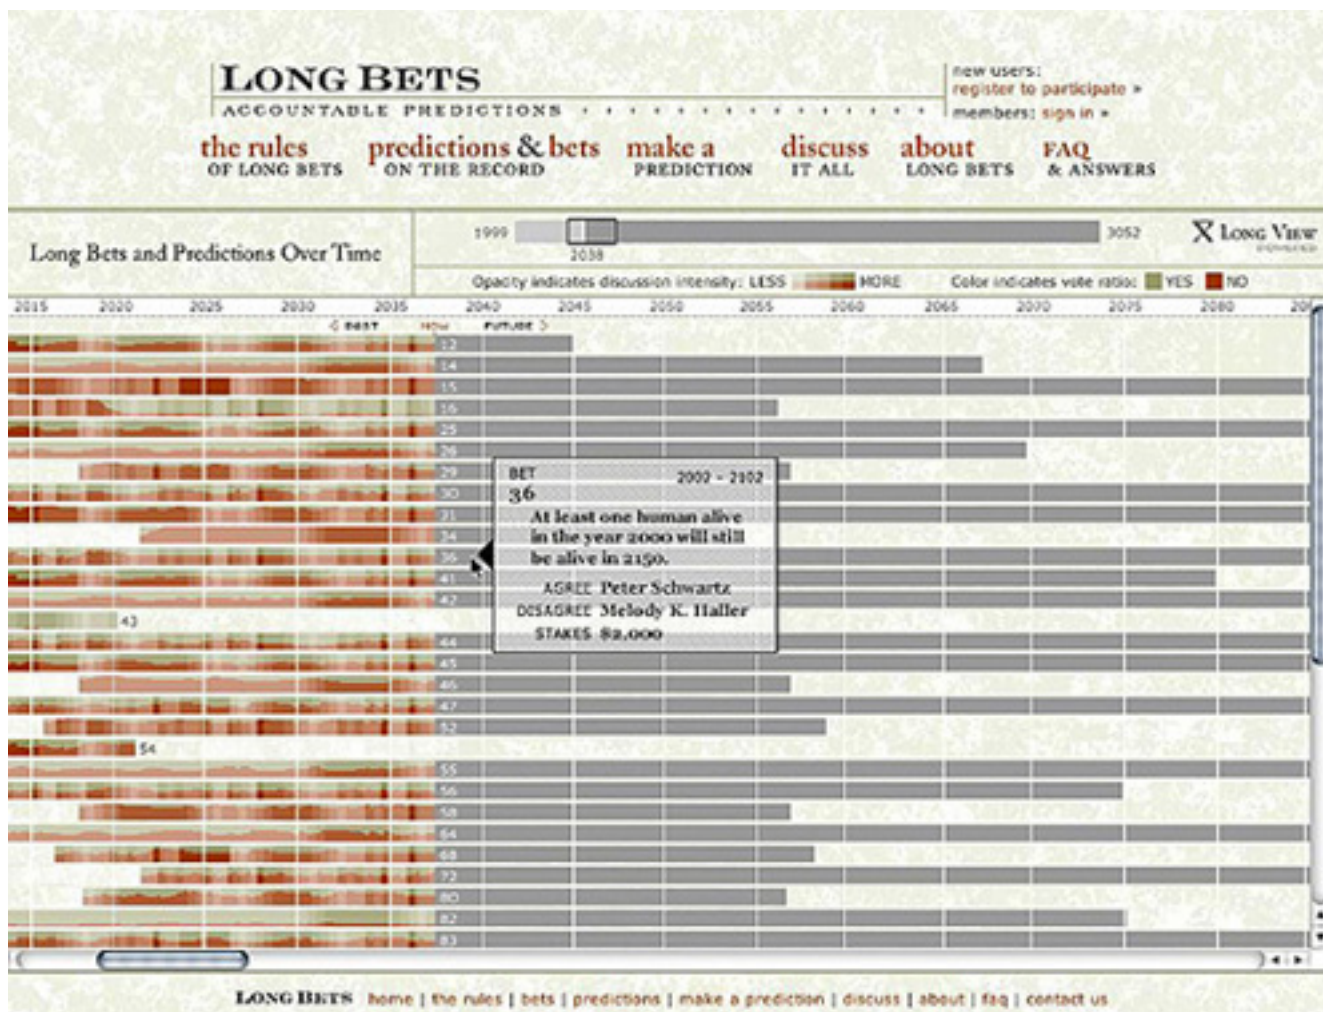 LONG BETS
ACCOUNTABLE PREDICTIONS
new users:
register to participate »
members: sign in »
the rules
OF LONG BETS
predictions & bets
ON THE RECORD
make a
PREDICTION
discuss
IT ALL
about
LONG BETS
FAQ
& ANSWERS
Long Bets and Predictions Over Time
1999
3052
2038
LONG VIEW
POWERED
Opacity indicates discussion intensity: LESS MORE
Color indicates vote ratio: YES NO
2015 2020 2025 2030 2035 2040 2045 2050 2055 2060 2065 2070 2075 2080
PAST NOW FUTURE
12
14
15
16
25
26
29
30
31
34
36
41
42
43
44
45
46
47
52
54
55
56
58
64
68
72
80
82
83
BET
36
2002 - 2102
At least one human alive
in the year 2000 will still
be alive in 2150.
AGREE Peter Schwartz
DISAGREE Melody K. Haller
STAKES $2,000
LONG BETS home | the rules | bets | predictions | make a prediction | discuss | about | faq | contact us